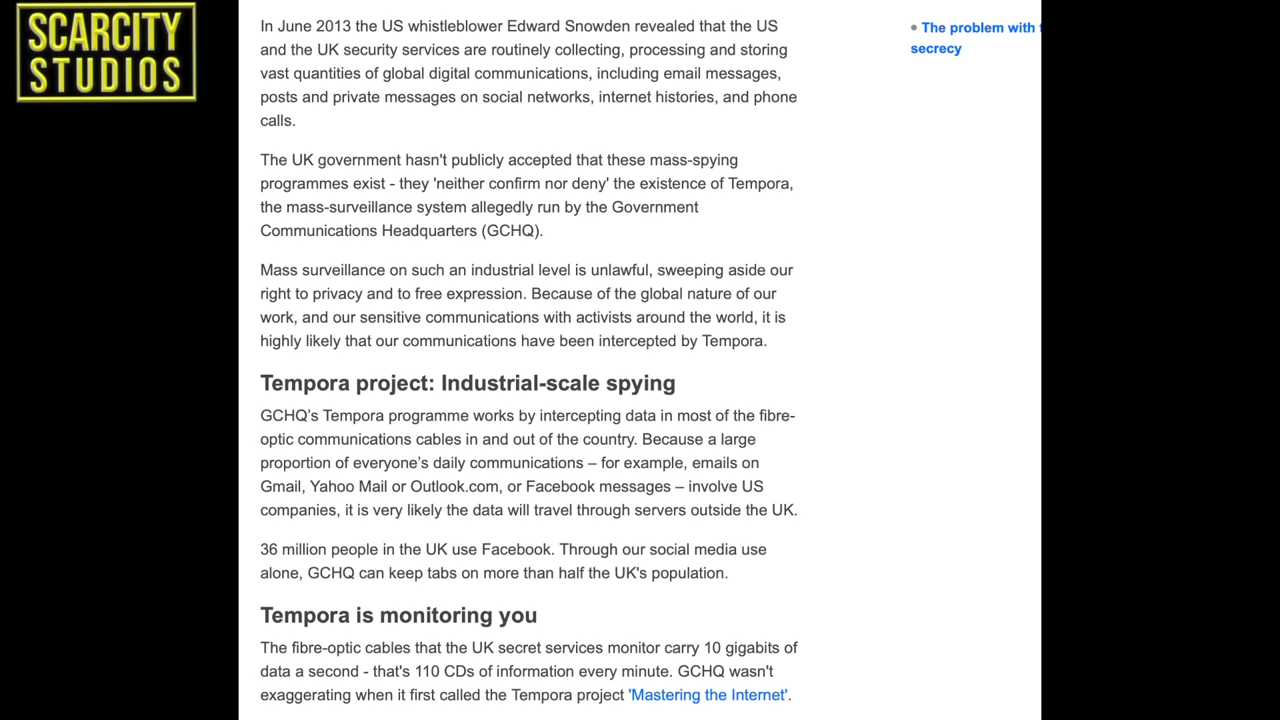 SCARCITY
STUDIOS
In June 2013 the US whistleblower Edward Snowden revealed that the US
and the UK security services are routinely collecting, processing and storing
vast quantities of global digital communications, including email messages,
posts and private messages on social networks, internet histories, and phone
calls.
The UK government hasn't publicly accepted that these mass-spying
programmes exist - they 'neither confirm nor deny' the existence of Tempora,
the mass-surveillance system allegedly run by the Government
Communications Headquarters (GCHQ).
Mass surveillance on such an industrial level is unlawful, sweeping aside our
right to privacy and to free expression. Because of the global nature of our
work, and our sensitive communications with activists around the world, it is
highly likely that our communications have been intercepted by Tempora.
Tempora project: Industrial-scale spying
GCHQ’s Tempora programme works by intercepting data in most of the fibre-
optic communications cables in and out of the country. Because a large
proportion of everyone’s daily communications – for example, emails on
Gmail, Yahoo Mail or Outlook.com, or Facebook messages – involve US
companies, it is very likely the data will travel through servers outside the UK.
36 million people in the UK use Facebook. Through our social media use
alone, GCHQ can keep tabs on more than half the UK's population.
Tempora is monitoring you
The fibre-optic cables that the UK secret services monitor carry 10 gigabits of
data a second - that's 110 CDs of information every minute. GCHQ wasn't
exaggerating when it first called the Tempora project 'Mastering the Internet'.
• The problem with
secrecy